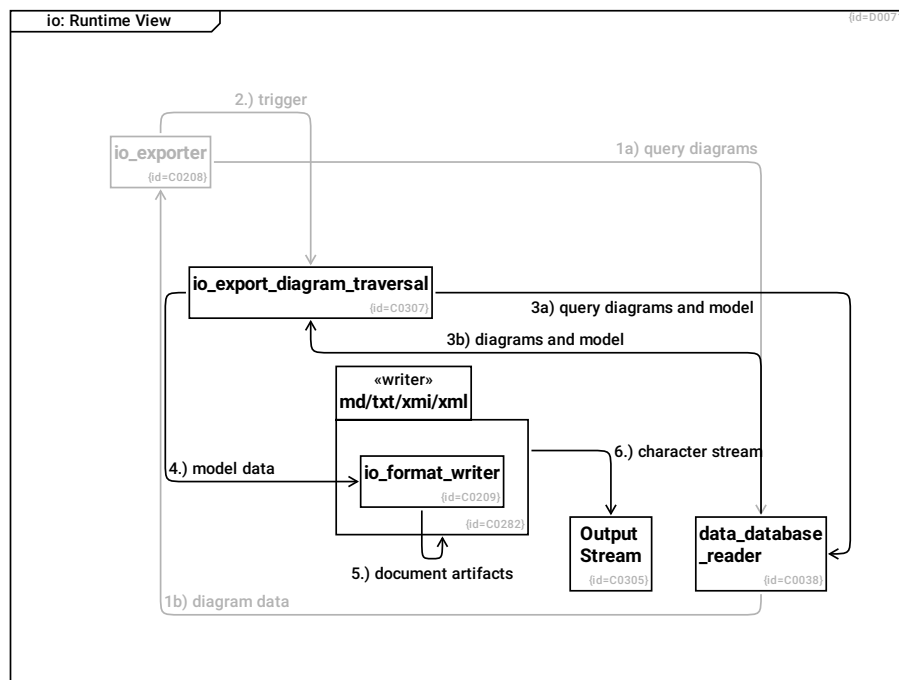 io: Runtime View
{id=D007
2.) trigger
io_exporter
{id=C0208}
1a) query diagrams
io_export_diagram_traversal
{id=C0307}
3a) query diagrams and model
3b) diagrams and model
«writer»
md/txt/xmi/xml
6.) character stream
4.) model data
io_format_writer
{id=C0209}
{id=C0282}
Output
Stream
{id=C0305}
data_database
_reader
{id=C0038}
5.) document artifacts
1b) diagram data